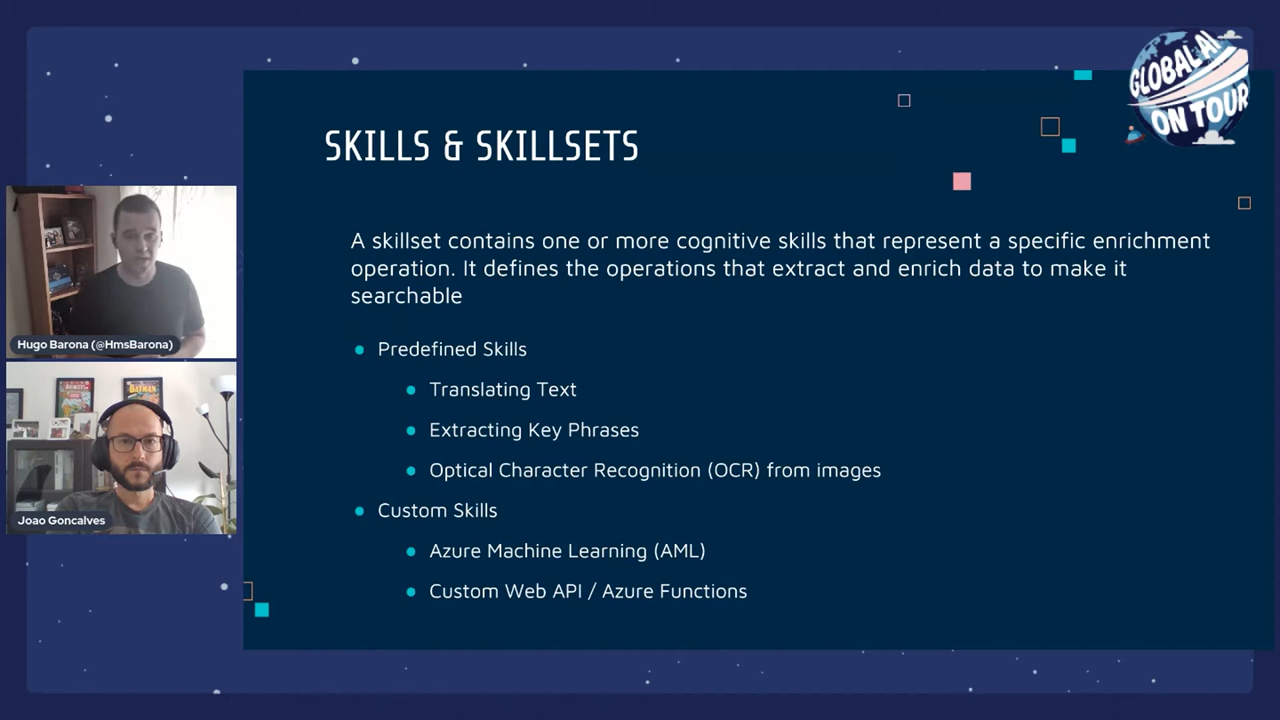 GLOBAL AI
ON TOUR
SKILLS & SKILLSETS
A skillset contains one or more cognitive skills that represent a specific enrichment
operation. It defines the operations that extract and enrich data to make it
searchable
Predefined Skills
Translating Text
Extracting Key Phrases
Optical Character Recognition (OCR) from images
Custom Skills
Azure Machine Learning (AML)
Custom Web API / Azure Functions
Hugo Barona (@HmsBarona)
BATMAN
Joao Goncalves